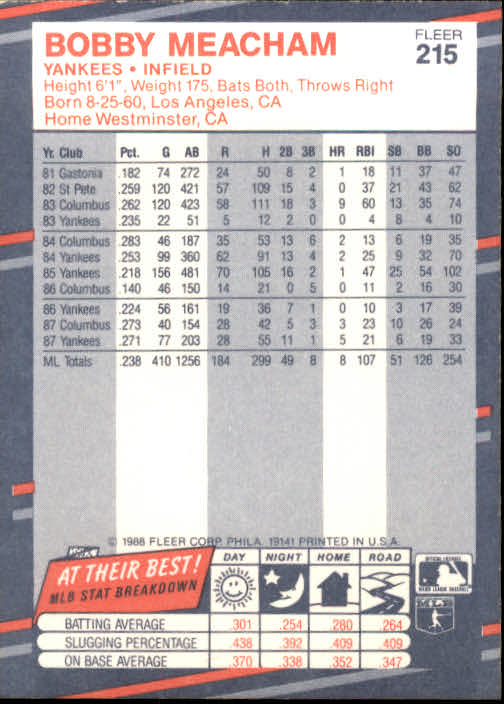 BOBBY MEACHAM
FLEER
215
YANKEES • INFIELD
Height 6'1", Weight 175, Bats Both, Throws Right
Born 8-25-60, Los Angeles, CA
Home Westminster, CA
Yr. Club Pct. G AB R H 2B 3B HR RBI SB BB SO
81 Gastonia .182 74 272 24 50 8 2 1 18 11 37 47
82 St Pete .259 120 421 57 109 15 4 0 37 21 43 62
83 Columbus .262 120 423 58 111 18 3 9 60 13 35 74
83 Yankees .235 22 51 5 12 2 0 0 4 8 4 10
84 Columbus .283 46 187 35 53 13 6 2 13 6 19 35
84 Yankees .253 99 360 62 91 13 4 2 25 9 32 70
85 Yankees .218 156 481 70 105 16 2 1 47 25 54 102
86 Columbus .140 46 150 14 21 0 5 0 11 2 16 30
86 Yankees .224 56 161 19 36 7 1 0 10 3 17 39
87 Columbus .273 40 154 28 42 5 3 3 23 10 26 24
87 Yankees .271 77 203 28 55 11 1 5 21 6 19 33
ML Totals .238 410 1256 184 299 49 8 8 107 51 126 254
© 1988 FLEER CORP. PHILA. 19141 PRINTED IN U.S.A.
AT THEIR BEST!
MLB STAT BREAKDOWN
DAY NIGHT HOME ROAD
BATTING AVERAGE .301 .254 .280 .264
SLUGGING PERCENTAGE .438 .392 .409 .409
ON BASE AVERAGE .370 .338 .352 .347